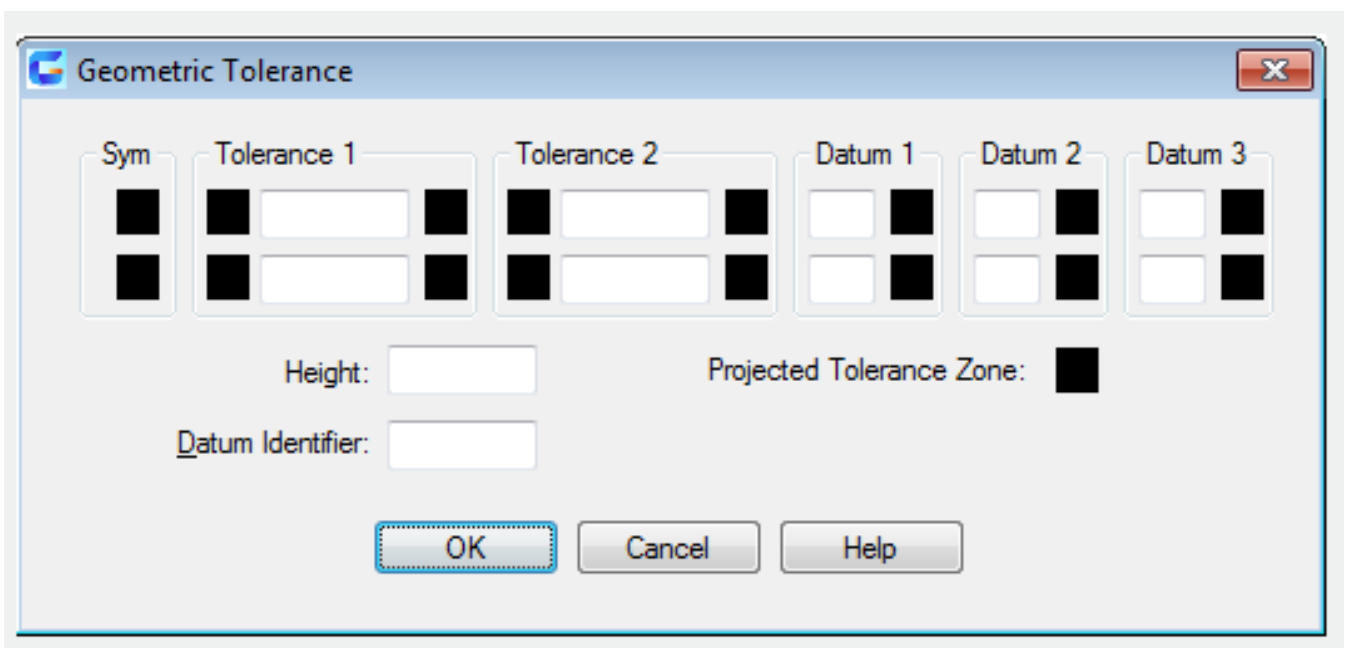 Geometric Tolerance
Sym Tolerance 1 Tolerance 2 Datum 1 Datum 2 Datum 3
Height: Projected Tolerance Zone:
Datum Identifier:
OK Cancel Help